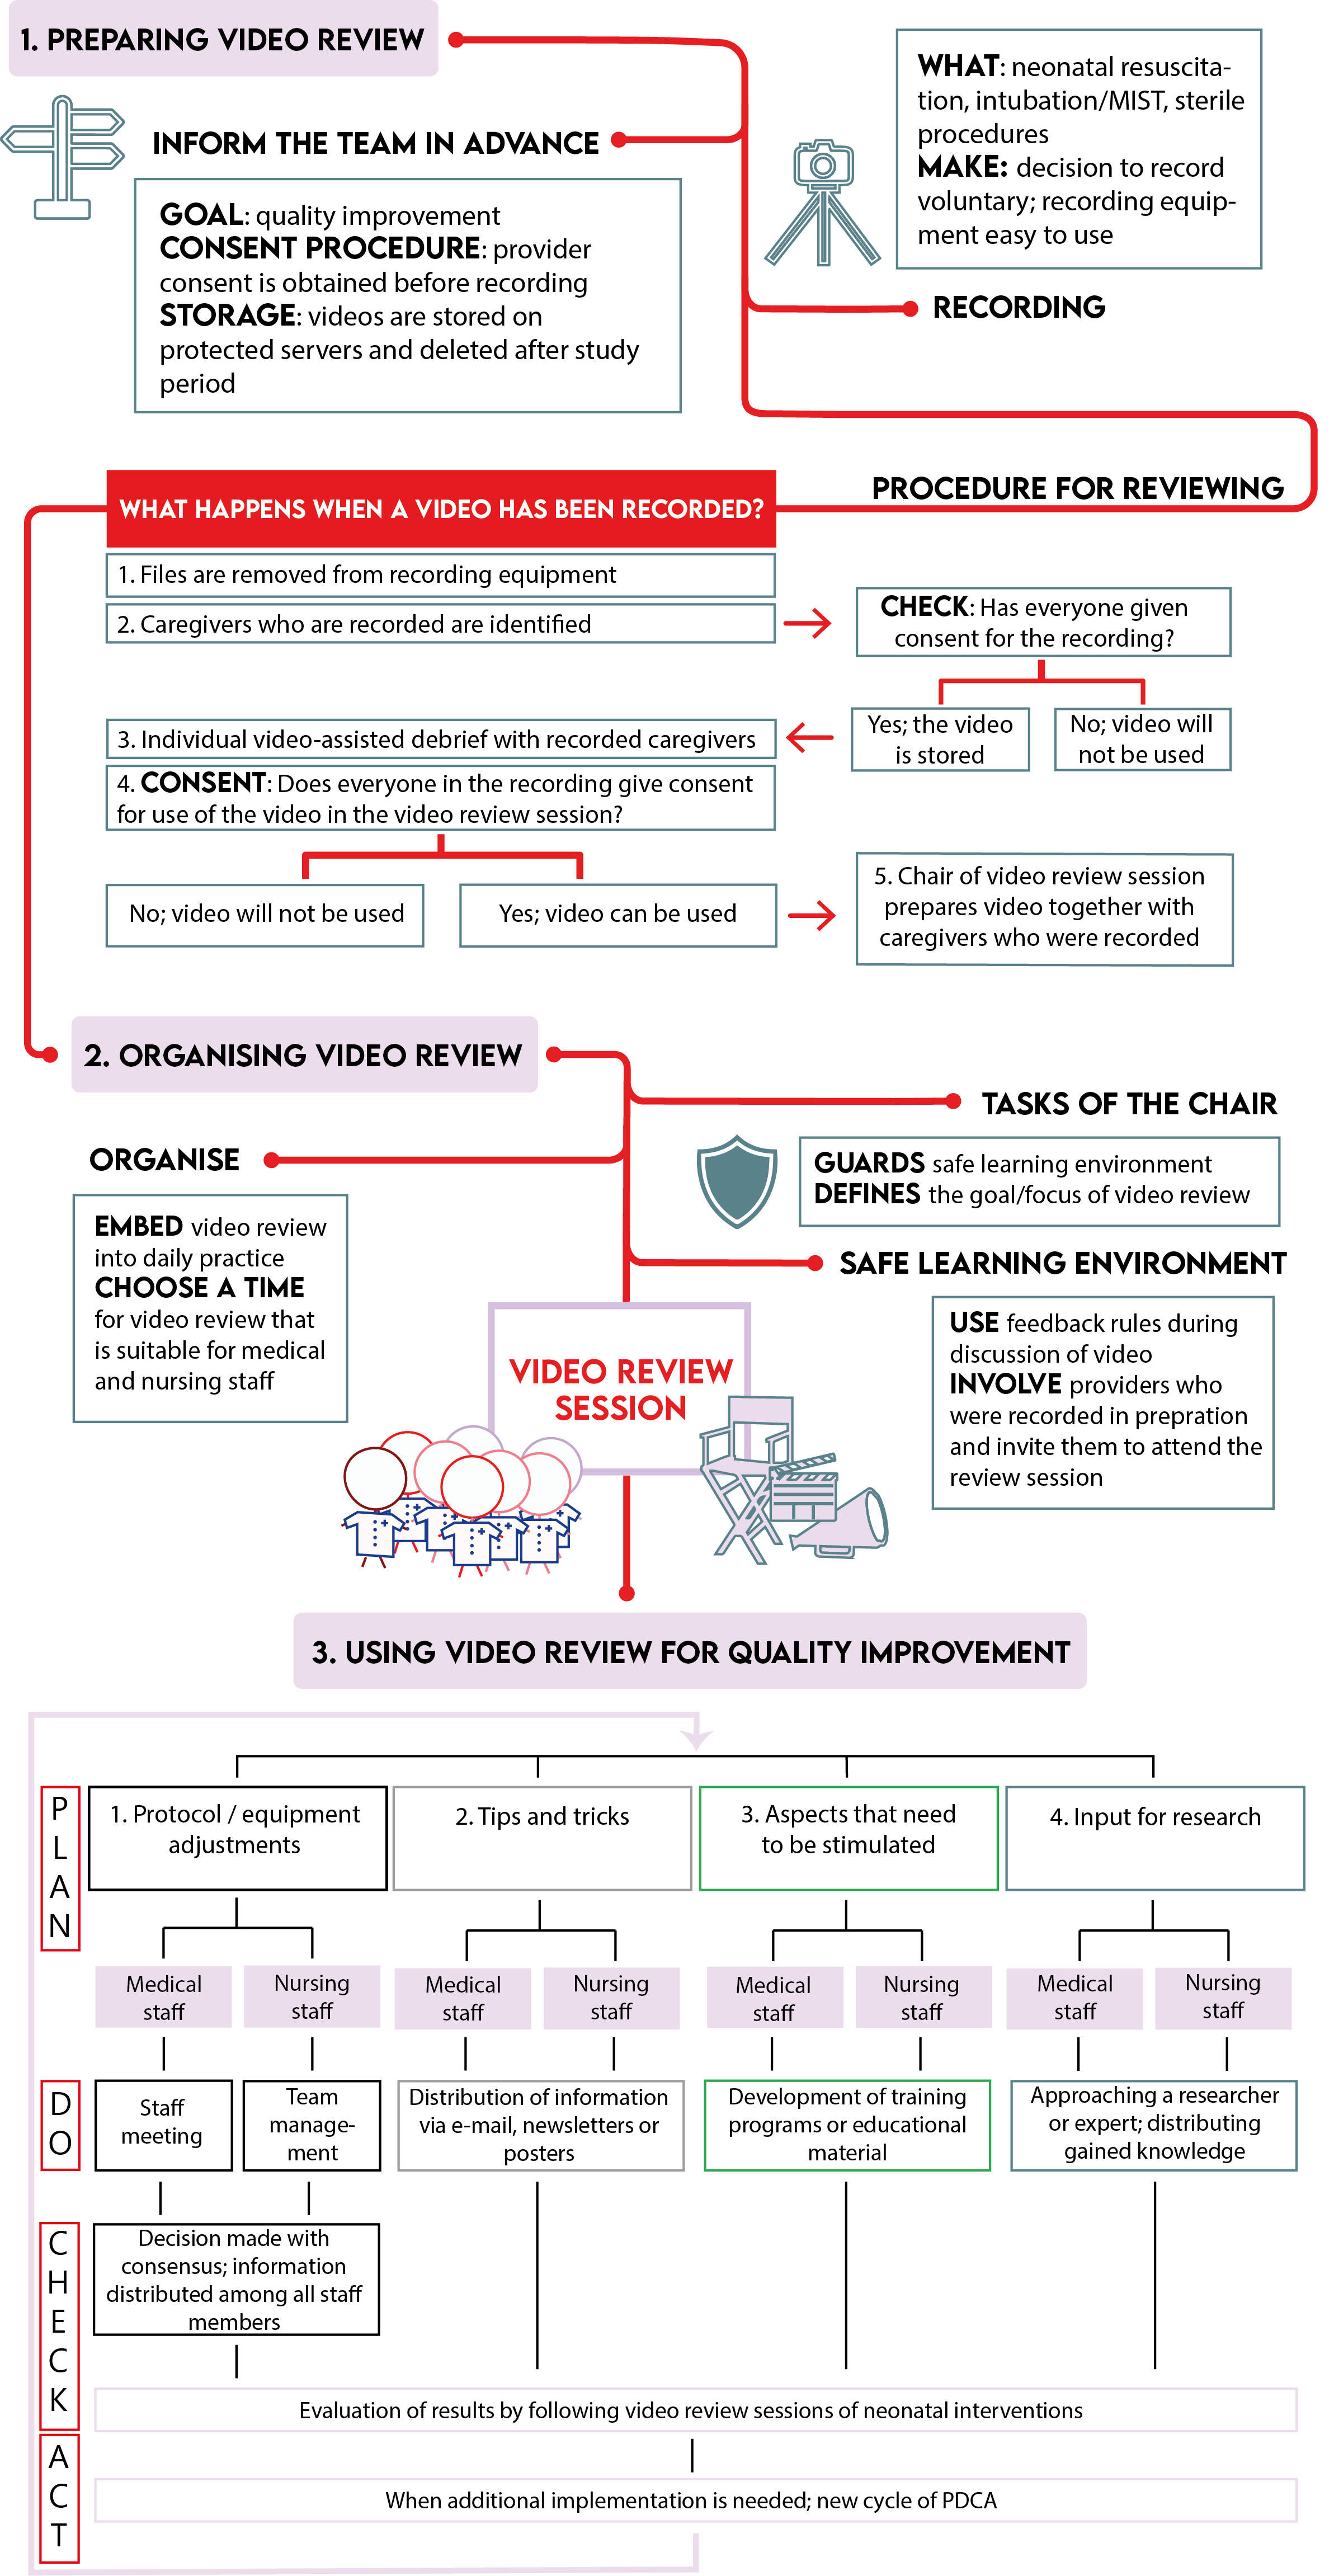 1. PREPARING VIDEO REVIEW
INFORM THE TEAM IN ADVANCE
GOAL: quality improvement
CONSENT PROCEDURE: provider
consent is obtained before recording
STORAGE: videos are stored on
protected servers and deleted after study
period
WHAT: neonatal resuscita-
tion, intubation/MIST, sterile
procedures
MAKE: decision to record
voluntary; recording equip-
ment easy to use
RECORDING
PROCEDURE FOR REVIEWING
WHAT HAPPENS WHEN A VIDEO HAS BEEN RECORDED?
1. Files are removed from recording equipment
2. Caregivers who are recorded are identified
CHECK: Has everyone given
consent for the recording?
Yes; the video
is stored
No; video will
not be used
3. Individual video-assisted debrief with recorded caregivers
4. CONSENT: Does everyone in the recording give consent
for use of the video in the video review session?
No; video will not be used
Yes; video can be used
5. Chair of video review session
prepares video together with
caregivers who were recorded
2. ORGANISING VIDEO REVIEW
TASKS OF THE CHAIR
GUARDS safe learning environment
DEFINES the goal/focus of video review
ORGANISE
EMBED video review
into daily practice
CHOOSE A TIME
for video review that
is suitable for medical
and nursing staff
SAFE LEARNING ENVIRONMENT
USE feedback rules during
discussion of video
INVOLVE providers who
were recorded in prepration
and invite them to attend the
review session
VIDEO REVIEW
SESSION
3. USING VIDEO REVIEW FOR QUALITY IMPROVEMENT
PLAN
1. Protocol / equipment
adjustments
2. Tips and tricks
3. Aspects that need
to be stimulated
4. Input for research
Medical
staff
Nursing
staff
Medical
staff
Nursing
staff
Medical
staff
Nursing
staff
Medical
staff
Nursing
staff
DO
Staff
meeting
Team
manage-
ment
Distribution of information
via e-mail, newsletters or
posters
Development of training
programs or educational
material
Approaching a researcher
or expert; distributing
gained knowledge
CHECK
Decision made with
consensus; information
distributed among all staff
members
Evaluation of results by following video review sessions of neonatal interventions
ACT
When additional implementation is needed; new cycle of PDCA